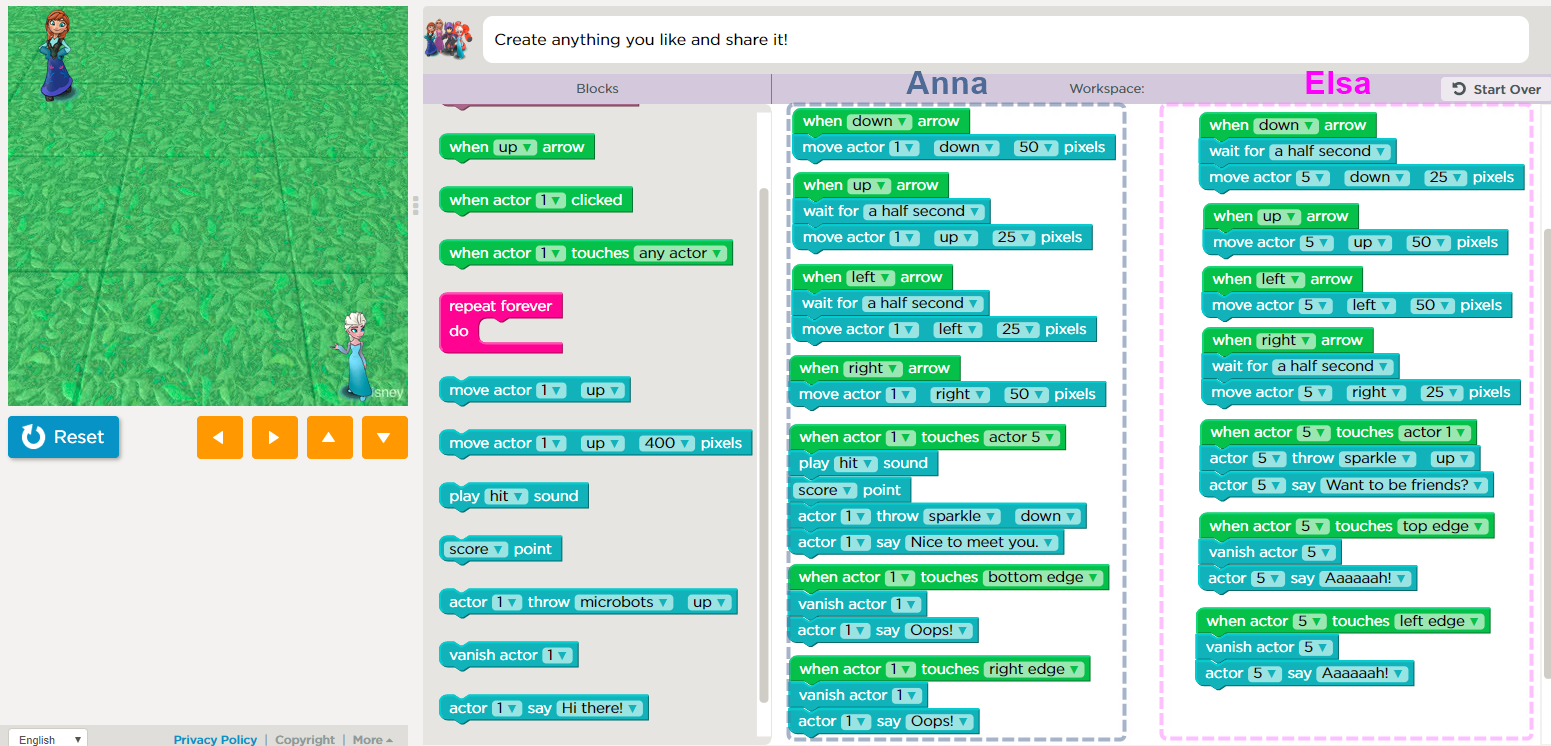 Create anything you like and share it!
Blocks
Anna
Workspace:
Elsa
Start Over
when up ▼ arrow
when actor 1 ▼ clicked
when actor 1 ▼ touches any actor ▼
repeat forever
do
move actor 1 ▼ up ▼
move actor 1 ▼ up ▼ 400 ▼ pixels
play hit ▼ sound
score ▼ point
actor 1 ▼ throw microbots ▼ up ▼
vanish actor 1 ▼
actor 1 ▼ say Hi there! ▼
when down ▼ arrow
move actor 1 ▼ down ▼ 50 ▼ pixels
when up ▼ arrow
wait for a half second ▼
move actor 1 ▼ up ▼ 25 ▼ pixels
when left ▼ arrow
wait for a half second ▼
move actor 1 ▼ left ▼ 25 ▼ pixels
when right ▼ arrow
move actor 1 ▼ right ▼ 50 ▼ pixels
when actor 1 ▼ touches actor 5 ▼
play hit ▼ sound
score ▼ point
actor 1 ▼ throw sparkle ▼ down ▼
actor 1 ▼ say Nice to meet you. ▼
when actor 1 ▼ touches bottom edge ▼
vanish actor 1 ▼
actor 1 ▼ say Oops! ▼
when actor 1 ▼ touches right edge ▼
vanish actor 1 ▼
actor 1 ▼ say Oops! ▼
when down ▼ arrow
wait for a half second ▼
move actor 5 ▼ down ▼ 25 ▼ pixels
when up ▼ arrow
move actor 5 ▼ up ▼ 50 ▼ pixels
when left ▼ arrow
move actor 5 ▼ left ▼ 50 ▼ pixels
when right ▼ arrow
wait for a half second ▼
move actor 5 ▼ right ▼ 25 ▼ pixels
when actor 5 ▼ touches actor 1 ▼
actor 5 ▼ throw sparkle ▼ up ▼
actor 5 ▼ say Want to be friends? ▼
when actor 5 ▼ touches top edge ▼
vanish actor 5 ▼
actor 5 ▼ say Aaaaaah! ▼
when actor 5 ▼ touches left edge ▼
vanish actor 5 ▼
actor 5 ▼ say Aaaaaah! ▼
sney
Reset
English ▼
Privacy Policy | Copyright | More